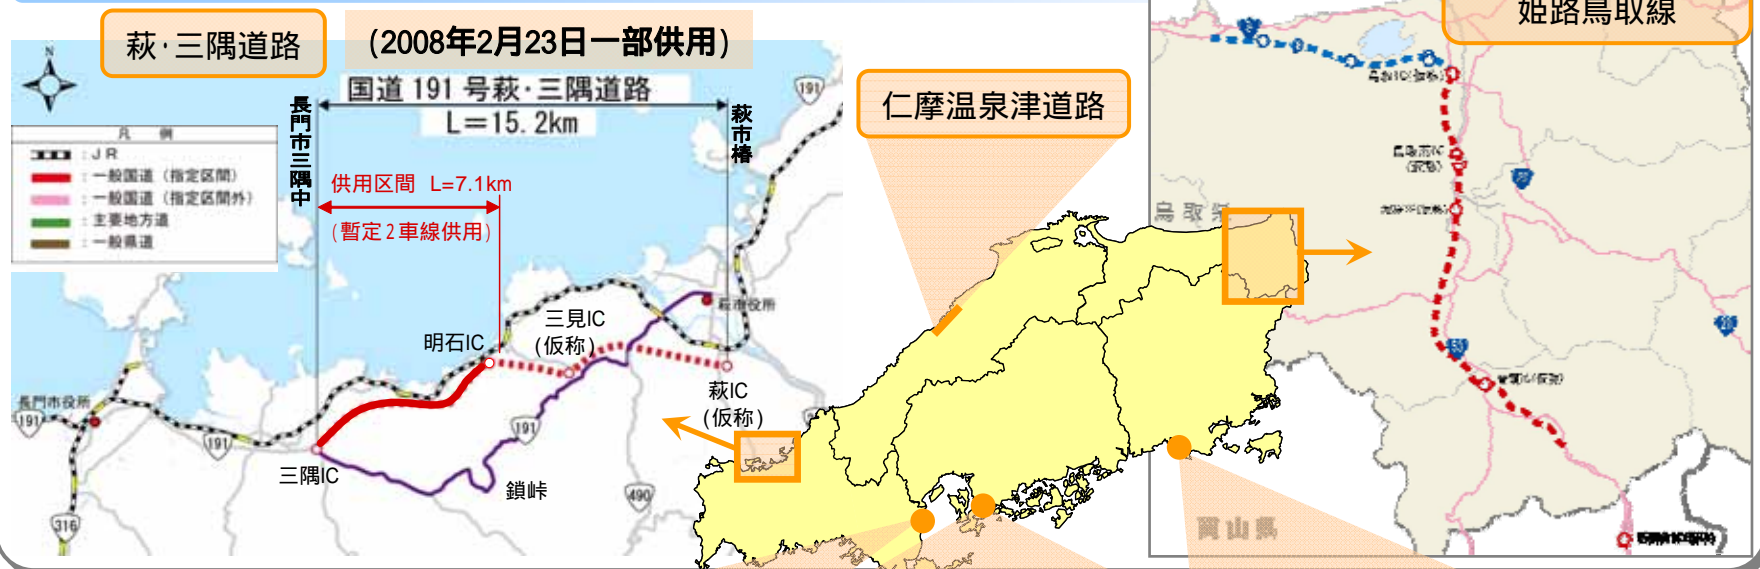 萩･三隅道路
(2008年2月23日一部供用)
国道191号萩･三隅道路
L=15.2km
長門市三隅中
萩市椿
凡 例
:JR
:一般国道(指定区間)
:一般国道(指定区間外)
:主要地方道
:一般県道
供用区間 L=7.1km
(暫定2車線供用)
191
萩市役所
三見IC
(仮称)
明石IC
萩IC
(仮称)
長門市役所
191
191
191
三隅IC
鎖峠
490
316
仁摩温泉津道路
姫路鳥取線
鳥取県
53
岡山県